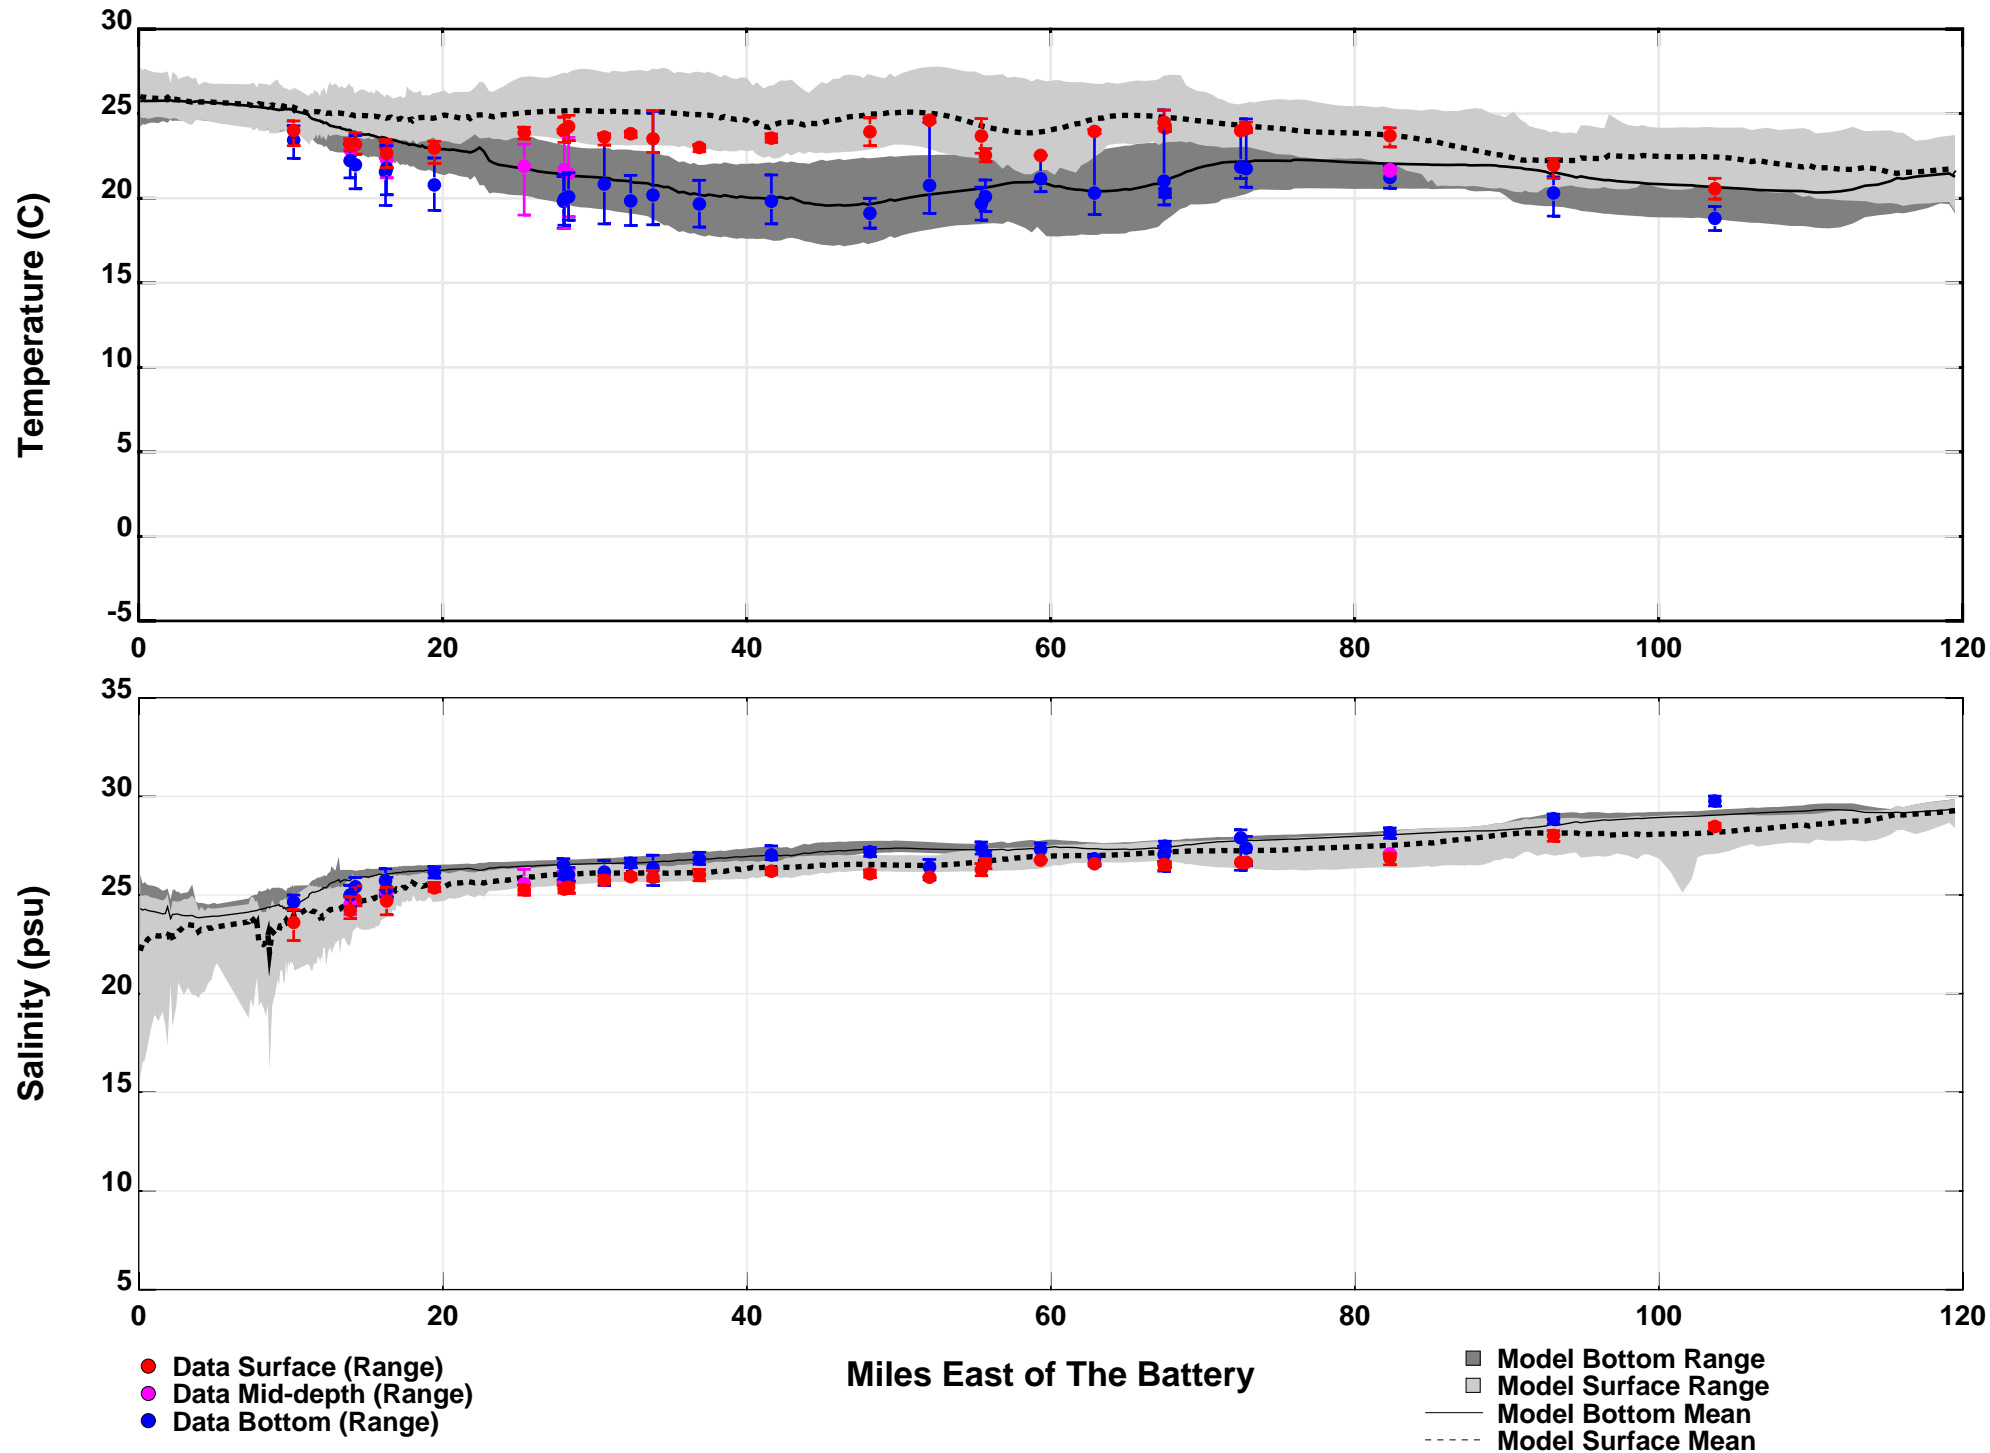 30
25
20
15
10
5
0
-5
Temperature (C)
0 20 40 60 80 100 120
35
30
25
20
15
10
5
Salinity (psu)
0 20 40 60 80 100 120
Miles East of The Battery
Data Surface (Range)
Data Mid-depth (Range)
Data Bottom (Range)
Model Bottom Range
Model Surface Range
Model Bottom Mean
Model Surface Mean